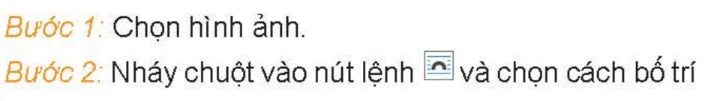 Bước 1: Chọn hình ảnh.
Bước 2: Nháy chuột vào nút lệnh và chọn cách bố trí